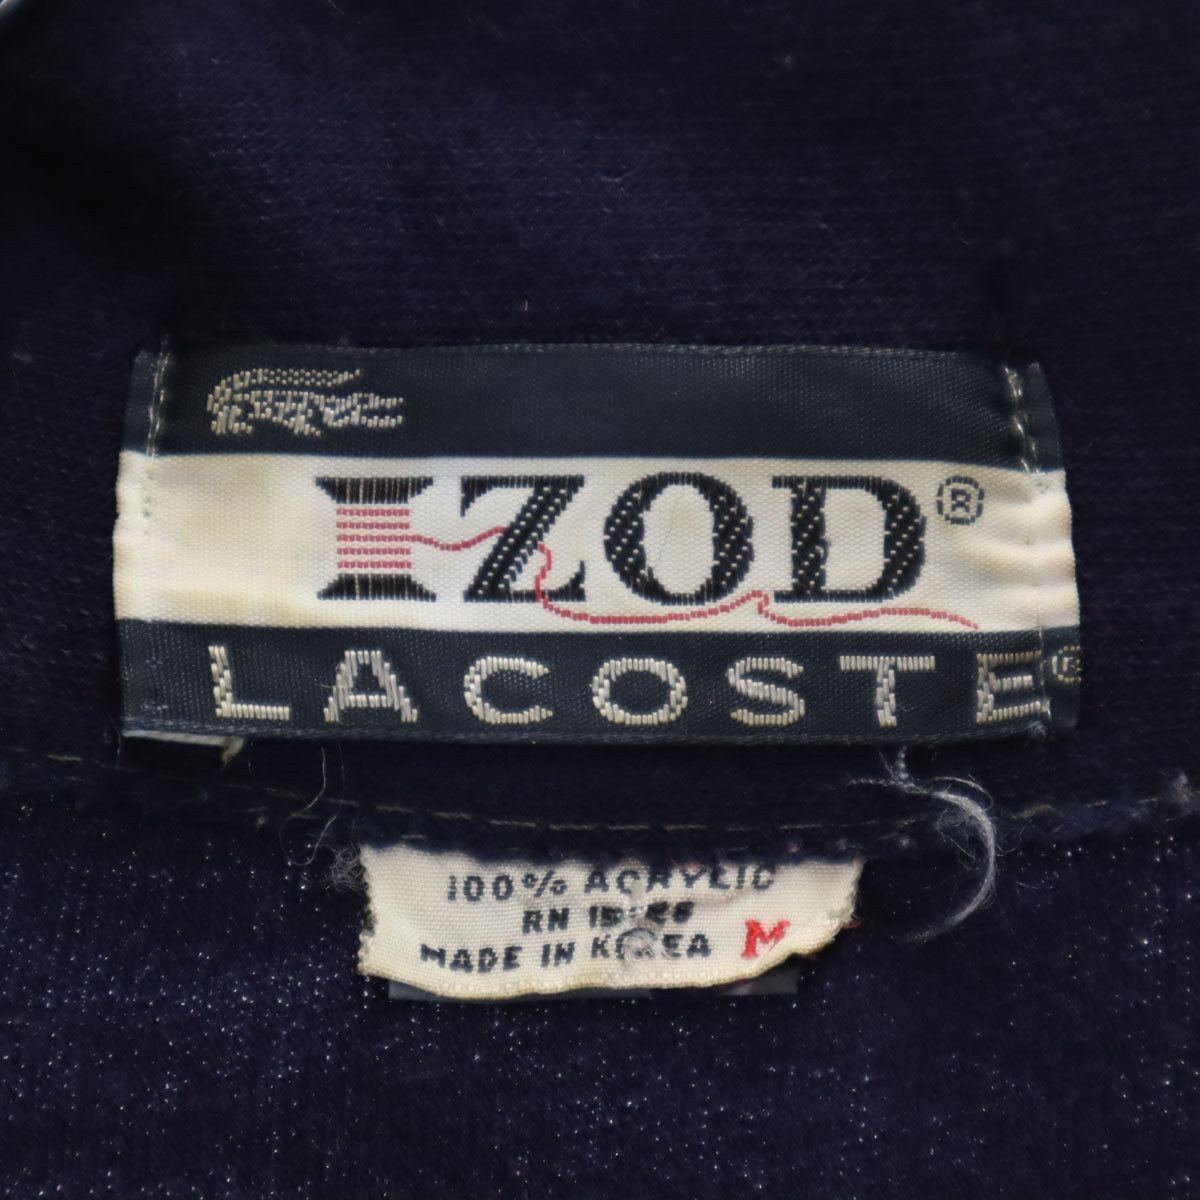 IZOD®
LACOSTE®
100% ACRYLIC
RN
MADE IN KOREA M